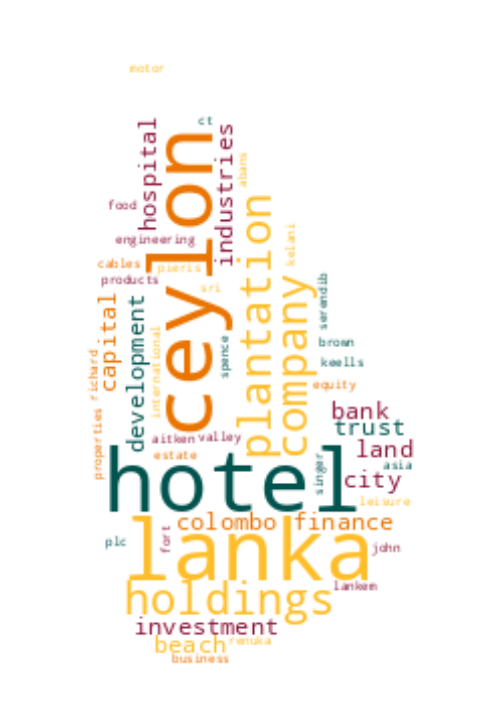 motor
ct
hospital
ceylon
industries
abans
food
plantation
engineering
kelani
cables
pieris
products
sri
company
serendib
capital
development
international
spence
brown
richard
keells
equity
properties
bank
trust
aitken
valley
land
hotel
estate
singer
asia
city
leisure
colombo
finance
lanka
plc
fort
john
holdings
lankem
investment
beach
renuka
business